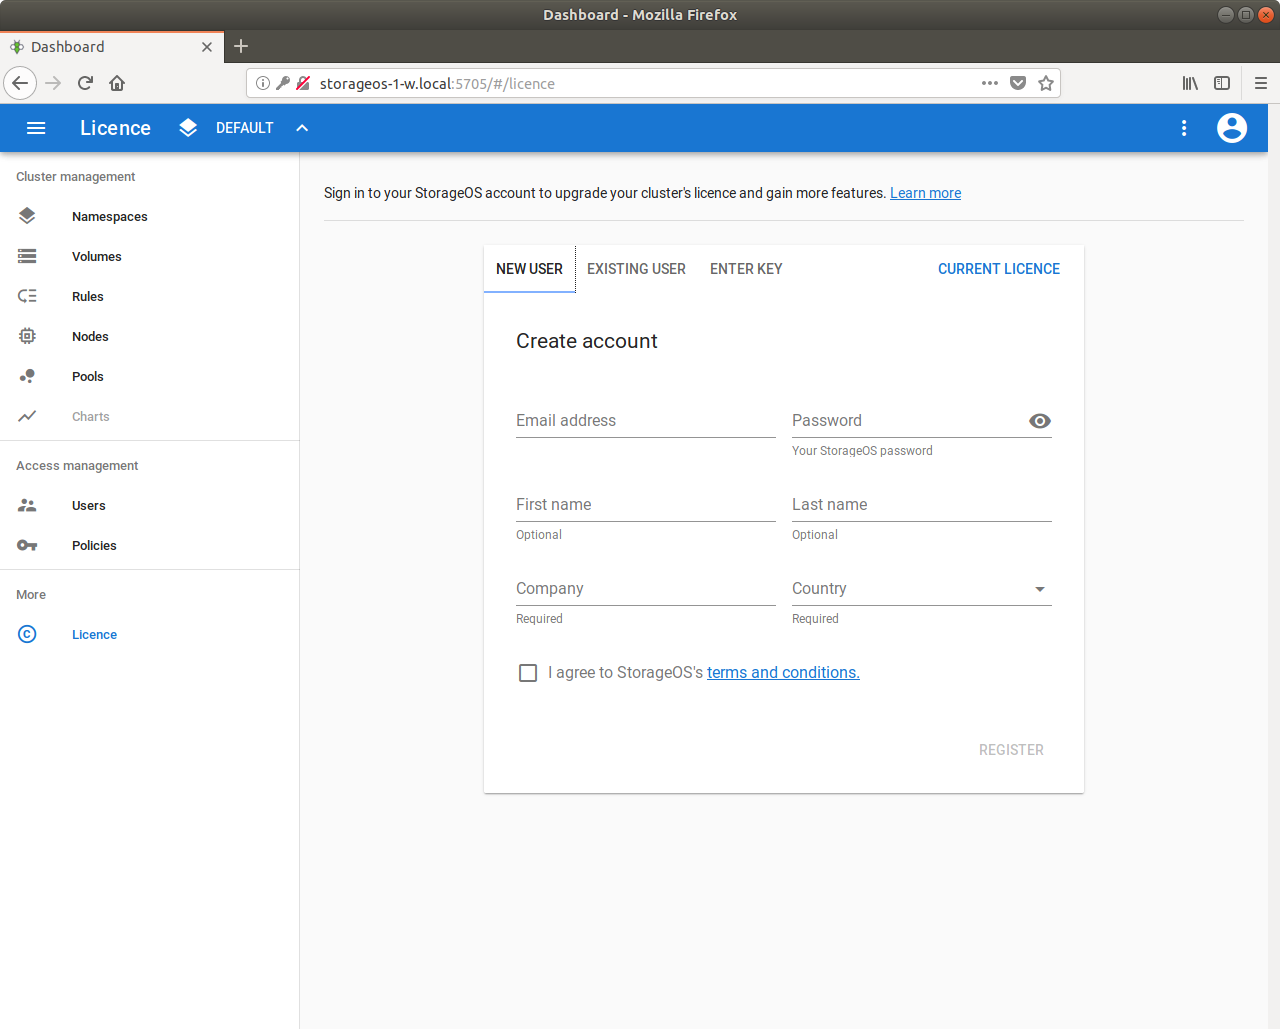 Dashboard - Mozilla Firefox
Dashboard
storageos-1-w.local:5705/#/licence
Licence DEFAULT
Cluster management
Namespaces
Volumes
Rules
Nodes
Pools
Charts
Access management
Users
Policies
More
Licence
Sign in to your StorageOS account to upgrade your cluster's licence and gain more features. Learn more
NEW USER EXISTING USER ENTER KEY CURRENT LICENCE
Create account
Email address Password
Your StorageOS password
First name Last name
Optional Optional
Company Country
Required Required
I agree to StorageOS's terms and conditions.
REGISTER